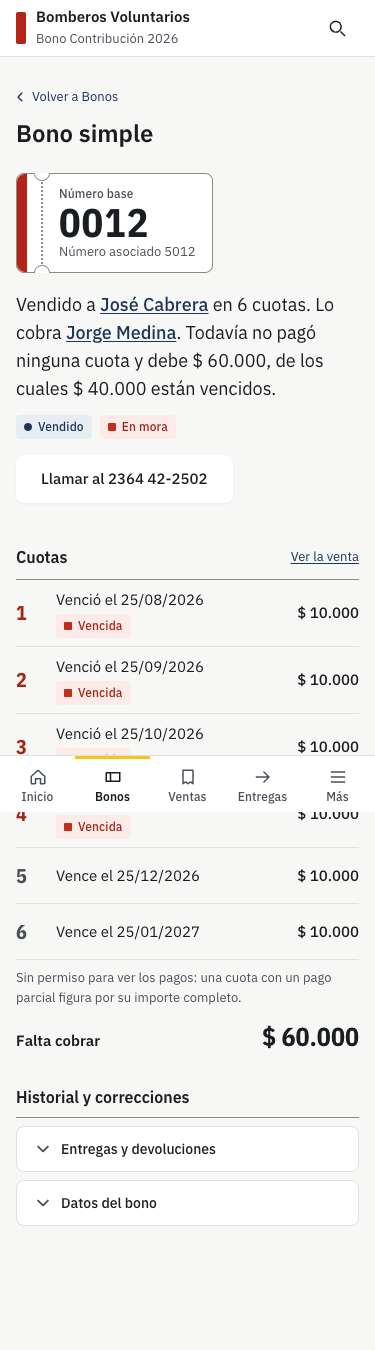 Bomberos Voluntarios
Bono Contribución 2026
Volver a Bonos
Bono simple
Número base
0012
Número asociado 5012
Vendido a José Cabrera en 6 cuotas. Lo
cobra Jorge Medina. Todavía no pagó
ninguna cuota y debe $ 60.000, de los
cuales $ 40.000 están vencidos.
Vendido En mora
Llamar al 2364 42-2502
Cuotas Ver la venta
1 Venció el 25/08/2026 $ 10.000
Vencida
2 Venció el 25/09/2026 $ 10.000
Vencida
3 Venció el 25/10/2026 $ 10.000
Inicio Bonos Ventas Entregas Más
4 $ 10.000
Vencida
5 Vence el 25/12/2026 $ 10.000
6 Vence el 25/01/2027 $ 10.000
Sin permiso para ver los pagos: una cuota con un pago
parcial figura por su importe completo.
Falta cobrar $ 60.000
Historial y correcciones
Entregas y devoluciones
Datos del bono